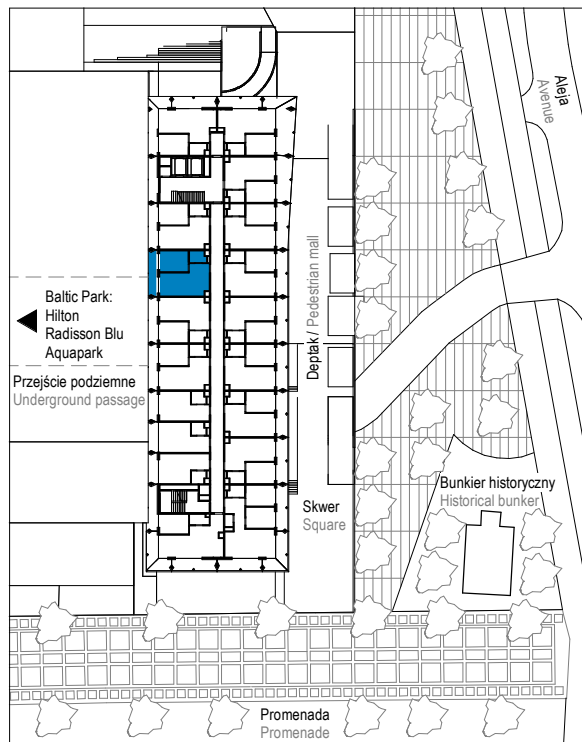 Aleja
Avenue
Baltic Park:
Hilton
Radisson Blu
Aquapark
Przejście podziemne
Underground passage
Deptak / Pedestrian mall
Skwer
Square
Bunkier historyczny
Historical bunker
Promenada
Promenade